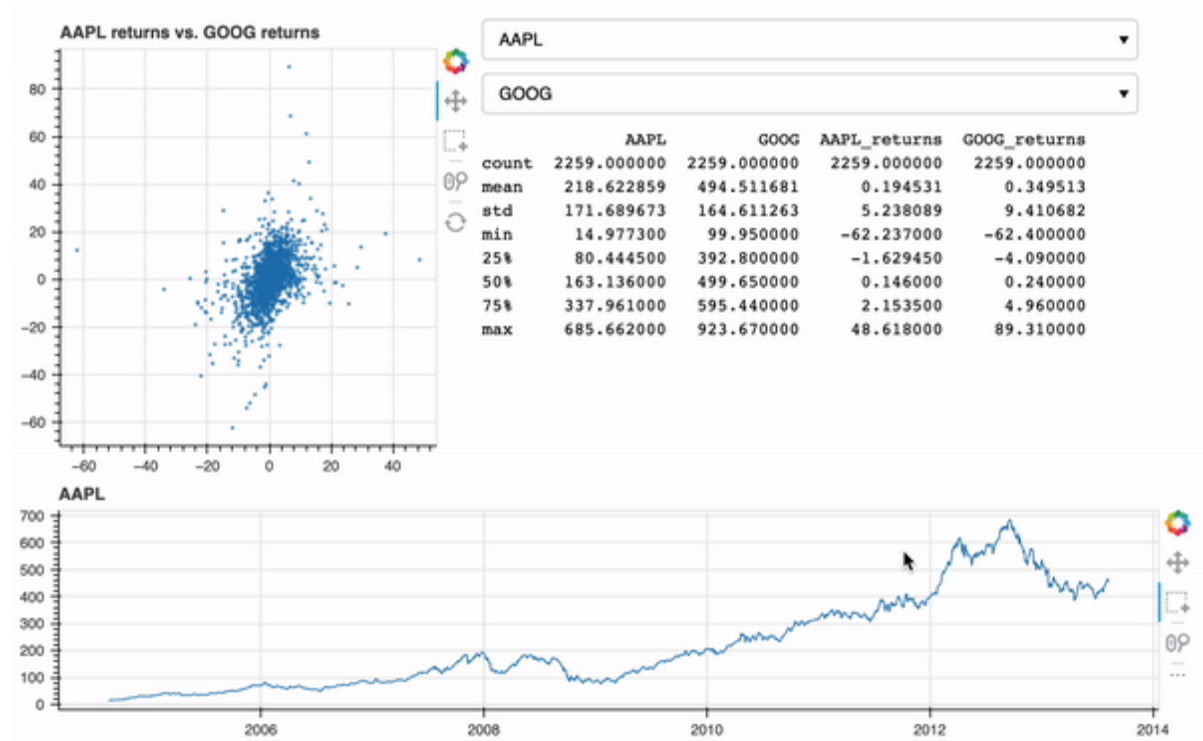 AAPL returns vs. GOOG returns
80
60
40
20
0
−20
−40
−60
−60 −40 −20 0 20 40
AAPL
GOOG
AAPL GOOG AAPL_returns GOOG_returns
count 2259.000000 2259.000000 2259.000000 2259.000000
mean 218.622859 494.511681 0.194531 0.349513
std 171.689673 164.611263 5.238089 9.410682
min 14.977300 99.950000 −62.237000 −62.400000
25% 80.444500 392.800000 −1.629450 −4.090000
50% 163.136000 499.650000 0.146000 0.240000
75% 337.961000 595.440000 2.153500 4.960000
max 685.662000 923.670000 48.618000 89.310000
AAPL
700
600
500
400
300
200
100
0
2006 2008 2010 2012 2014